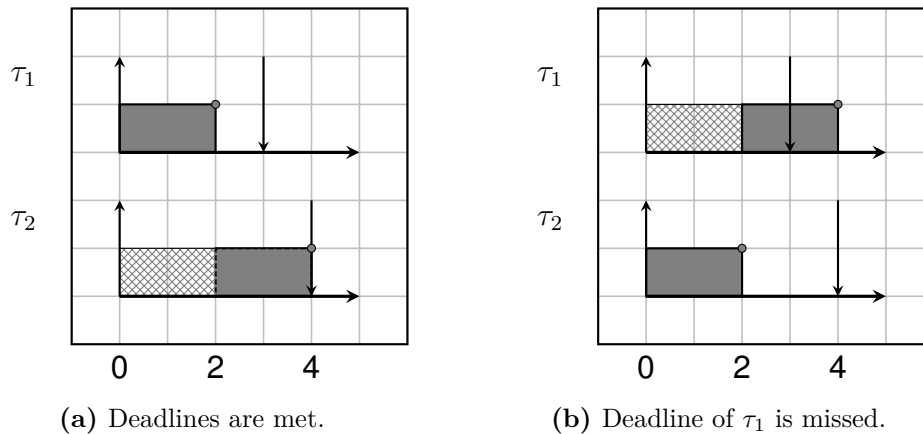 τ1
τ2
0 2 4
(a) Deadlines are met.
τ1
τ2
0 2 4
(b) Deadline of τ1 is missed.